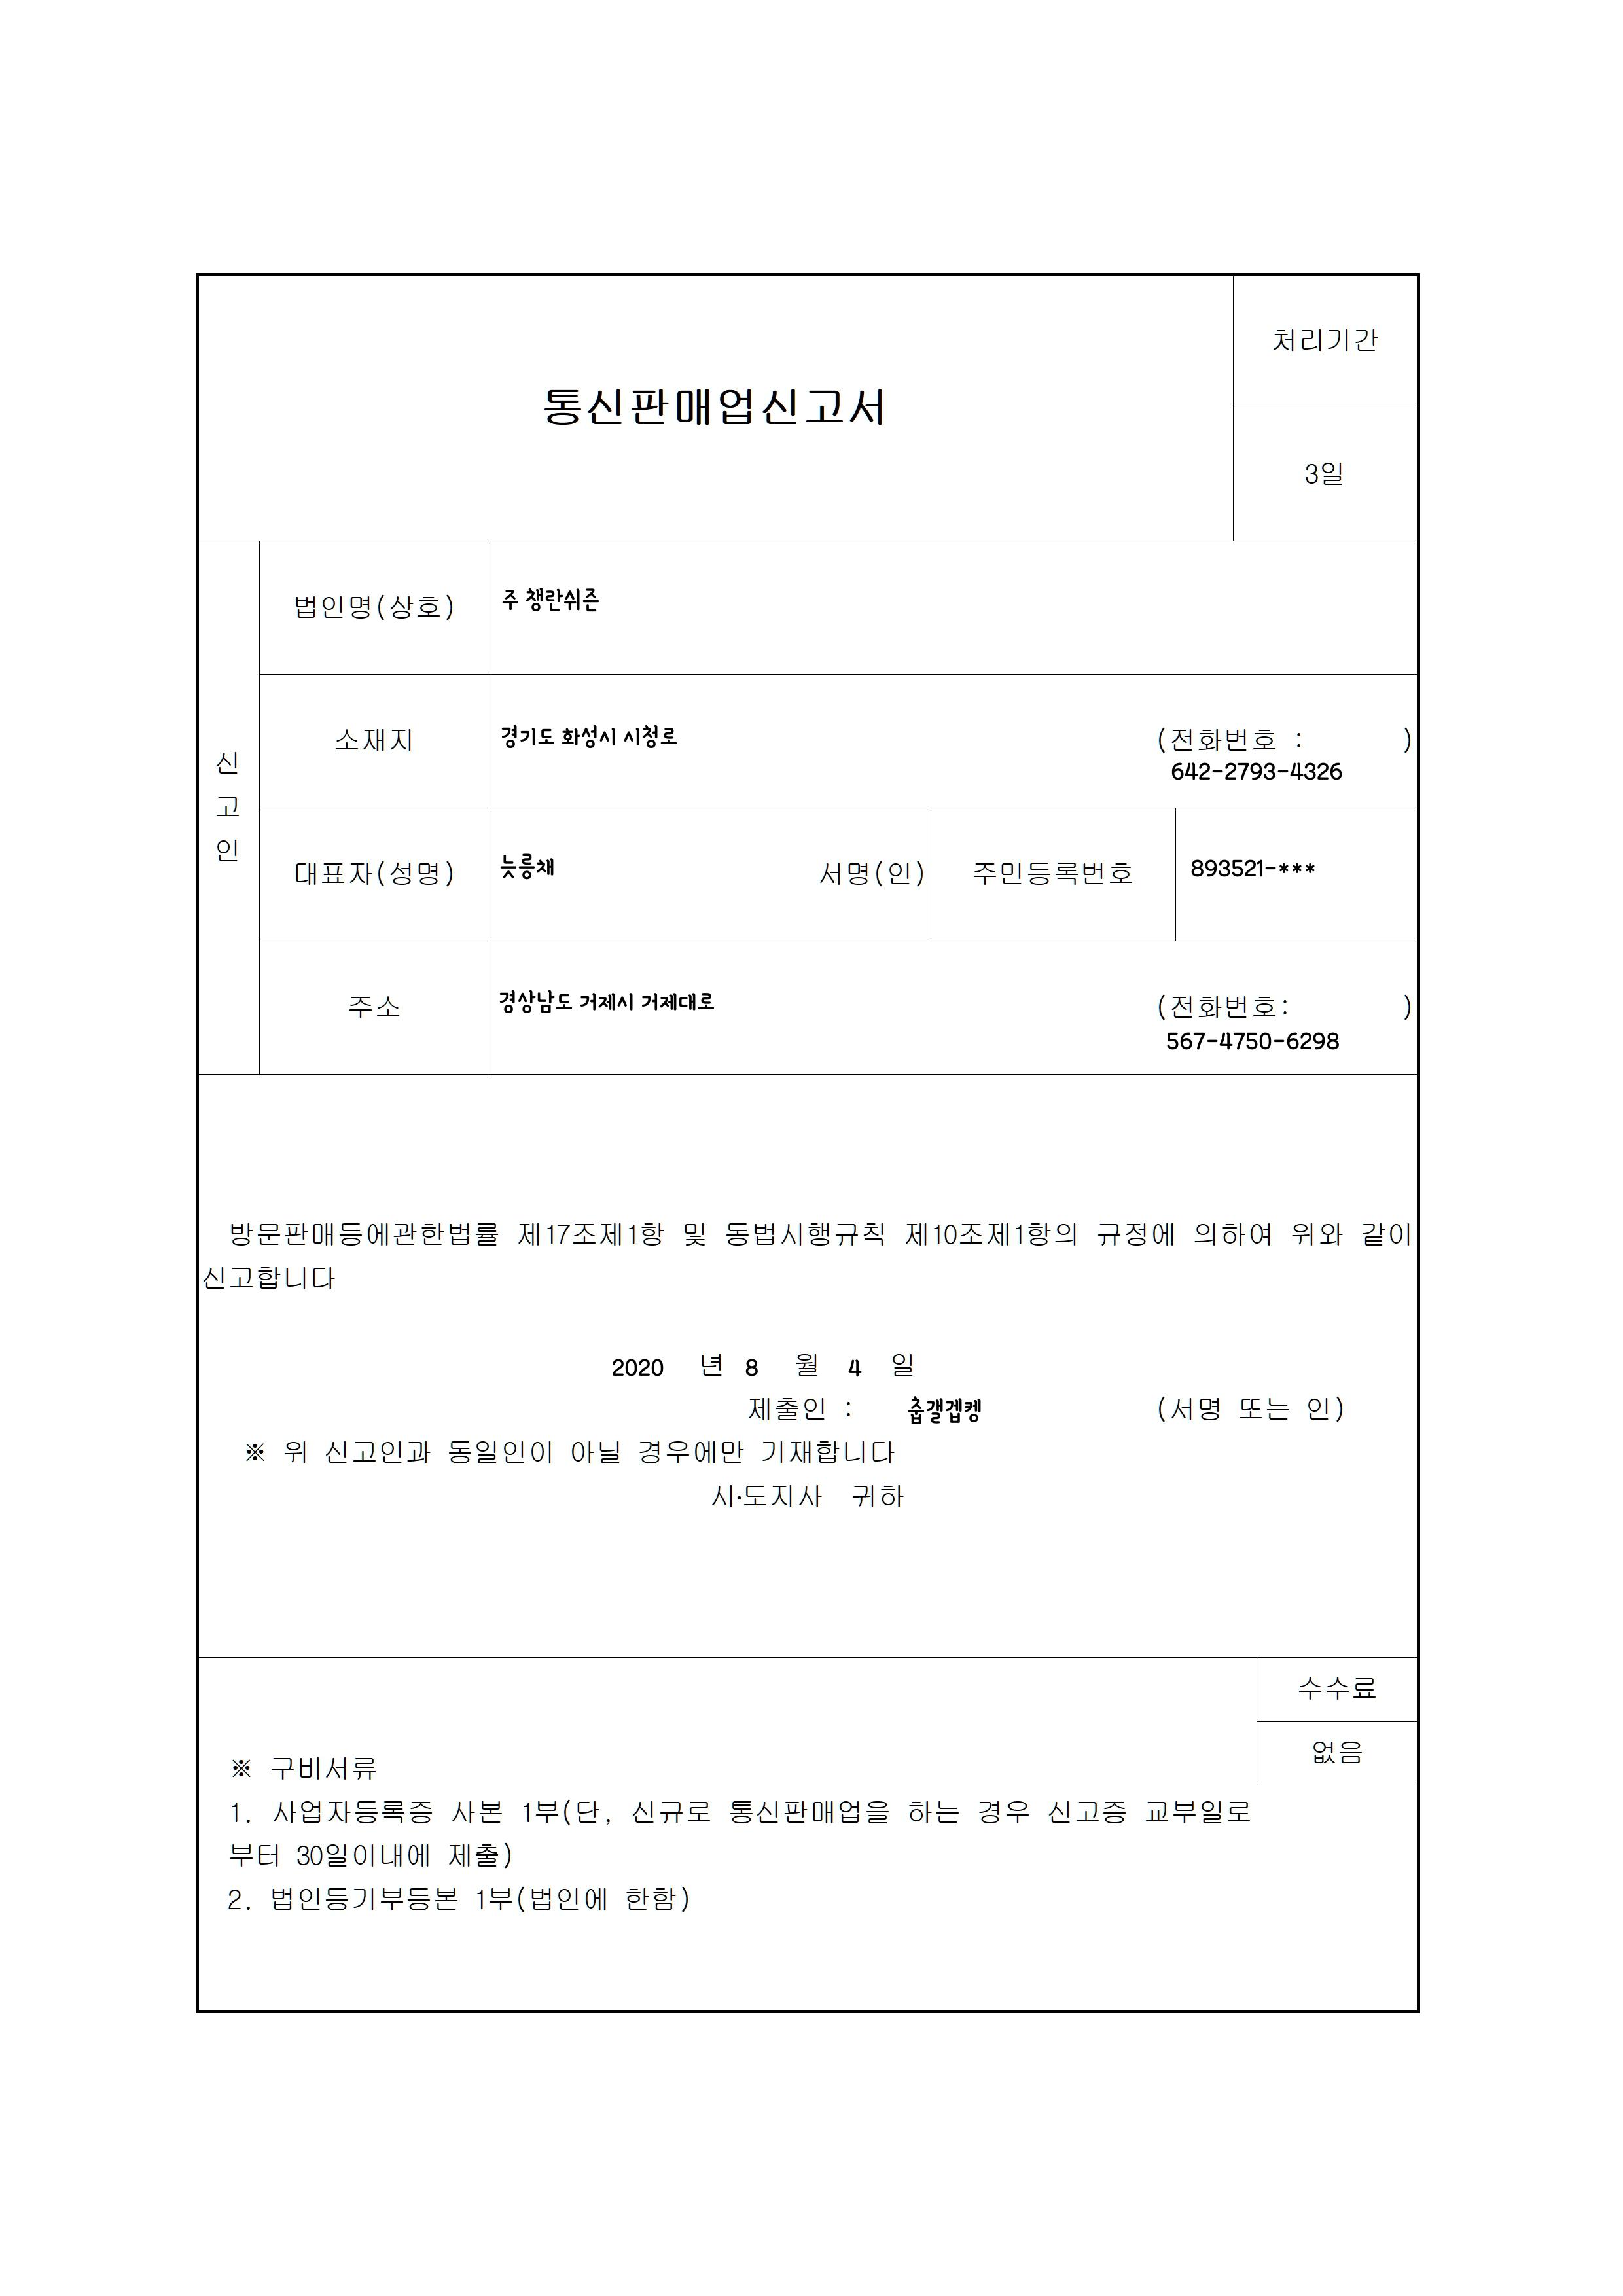 통신판매업신고서
처리기간
3일
신고인
법인명(상호) 주 챙란쉬즌
소재지 경기도 화성시 시청로 (전화번호 : )
642-2793-4326
대표자(성명) 늣릉채 서명(인) 주민등록번호 893521-***
주소 경상남도 거제시 거제대로 (전화번호: )
567-4750-6298
방문판매등에관한법률 제17조제1항 및 동법시행규칙 제10조제1항의 규정에 의하여 위와 같이
신고합니다
2020 년 8 월 4 일
제출인 : 춥갤겝켕 (서명 또는 인)
※ 위 신고인과 동일인이 아닐 경우에만 기재합니다
시·도지사 귀하
수수료
없음
※ 구비서류
1. 사업자등록증 사본 1부(단, 신규로 통신판매업을 하는 경우 신고증 교부일로
부터 30일이내에 제출)
2. 법인등기부등본 1부(법인에 한함)